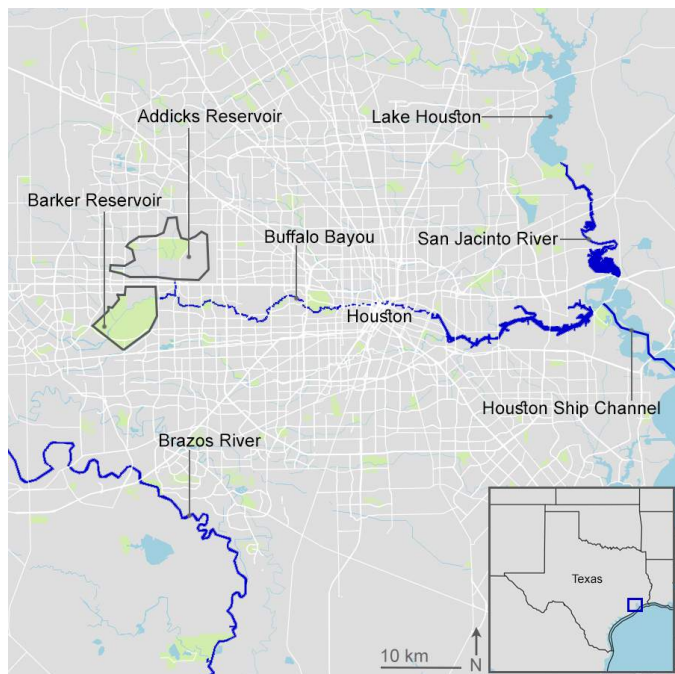 Addicks Reservoir
Lake Houston
Barker Reservoir
Buffalo Bayou
San Jacinto River
Houston
Houston Ship Channel
Brazos River
Texas
10 km
N